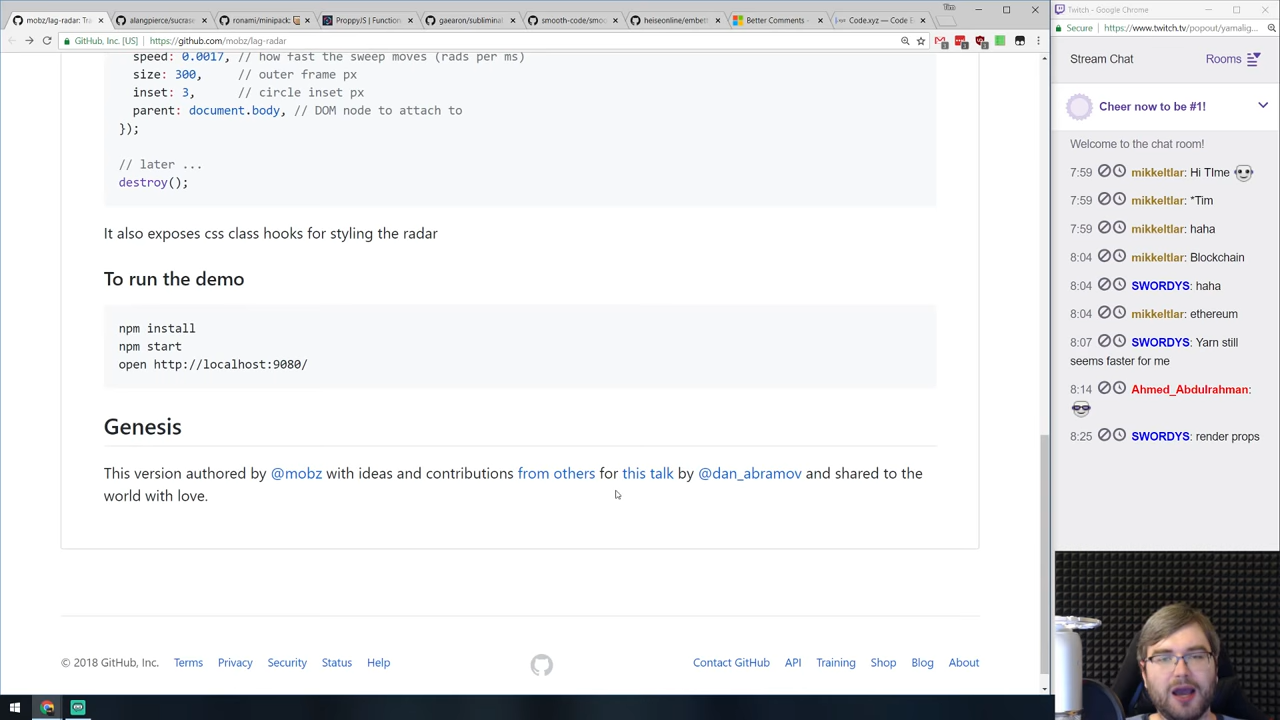 mobz/lag-radar: Tra
alangpierce/sucrase
ronami/minipack:
ProppyJS | Function
gaearon/sublimina
smooth-code/smoo
heiseonline/embett
Better Comments -
Code.xyz — Code E
Tim
GitHub, Inc. [US]
https://github.com/mobz/lag-radar
speed: 0.0017, // how fast the sweep moves (rads per ms)
size: 300, // outer frame px
inset: 3, // circle inset px
parent: document.body, // DOM node to attach to
});
// later ...
destroy();
It also exposes css class hooks for styling the radar
To run the demo
npm install
npm start
open http://localhost:9080/
Genesis
This version authored by @mobz with ideas and contributions from others for this talk by @dan_abramov and shared to the
world with love.
© 2018 GitHub, Inc. Terms Privacy Security Status Help
Contact GitHub API Training Shop Blog About
Twitch - Google Chrome
Secure https://www.twitch.tv/popout/yamalig...
Stream Chat
Rooms
Cheer now to be #1!
Welcome to the chat room!
7:59 mikkeltlar: Hi TIme
7:59 mikkeltlar: *Tim
7:59 mikkeltlar: haha
8:04 mikkeltlar: Blockchain
8:04 SWORDYS: haha
8:04 mikkeltlar: ethereum
8:07 SWORDYS: Yarn still
seems faster for me
8:14 Ahmed_Abdulrahman:
8:25 SWORDYS: render props